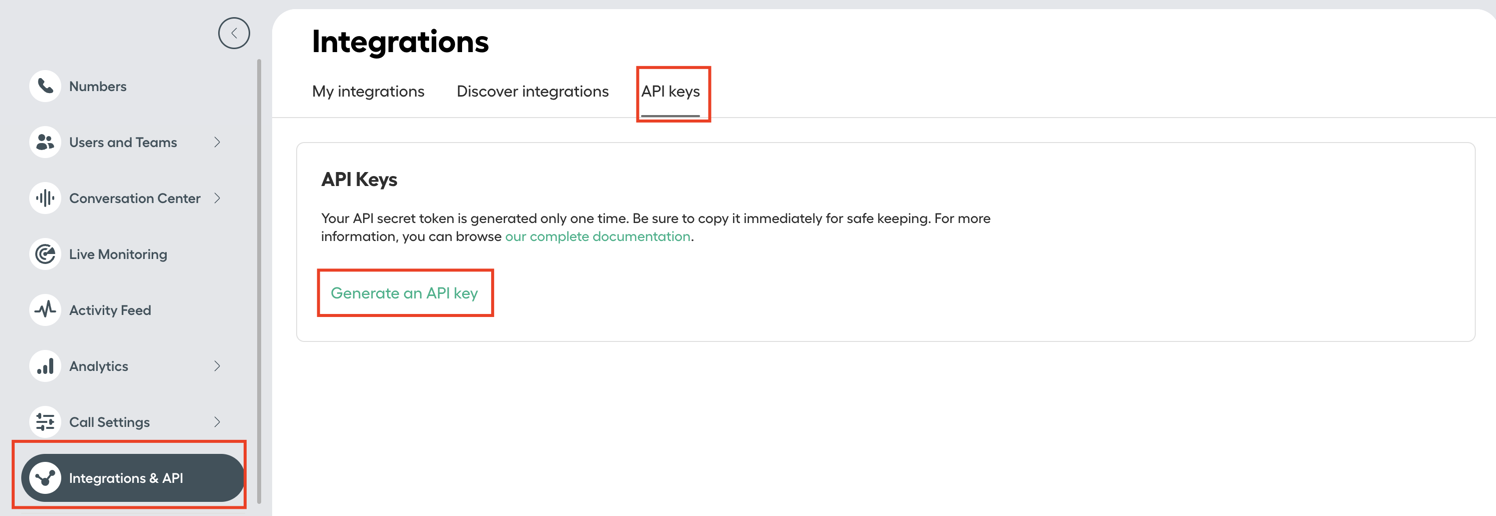 Numbers
Users and Teams
Conversation Center
Live Monitoring
Activity Feed
Analytics
Call Settings
Integrations & API
Integrations
My integrations
Discover integrations
API keys
API Keys
Your API secret token is generated only one time. Be sure to copy it immediately for safe keeping. For more
information, you can browse our complete documentation.
Generate an API key